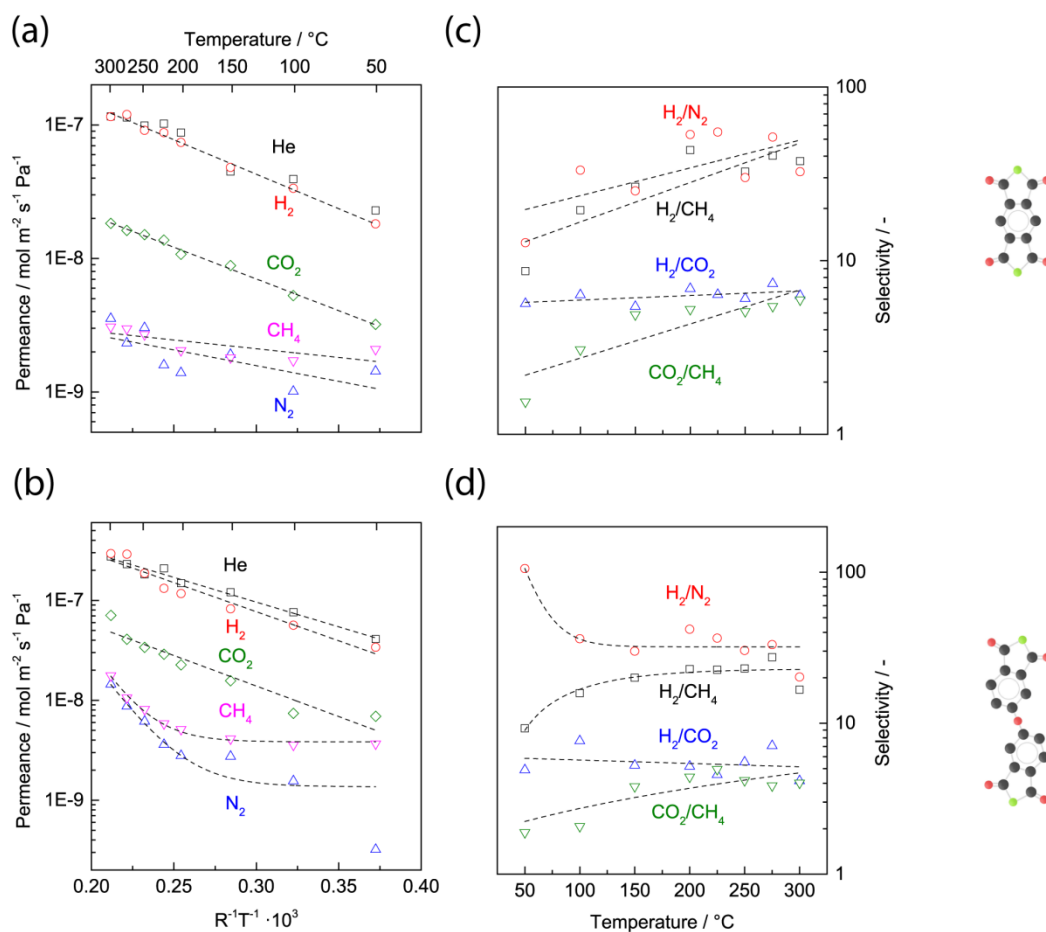 (a)
Temperature / °C
300 250 200 150 100 50
Permeance / mol m⁻² s⁻¹ Pa⁻¹
1E-7
1E-8
1E-9
He
H₂
CO₂
CH₄
N₂
(c)
H₂/N₂
H₂/CH₄
H₂/CO₂
CO₂/CH₄
100
10
1
Selectivity / -
(b)
Permeance / mol m⁻² s⁻¹ Pa⁻¹
1E-7
1E-8
1E-9
He
H₂
CO₂
CH₄
N₂
0.20 0.25 0.30 0.35 0.40
R⁻¹T⁻¹ ·10³
(d)
H₂/N₂
H₂/CH₄
H₂/CO₂
CO₂/CH₄
100
10
1
Selectivity / -
50 100 150 200 250 300
Temperature / °C